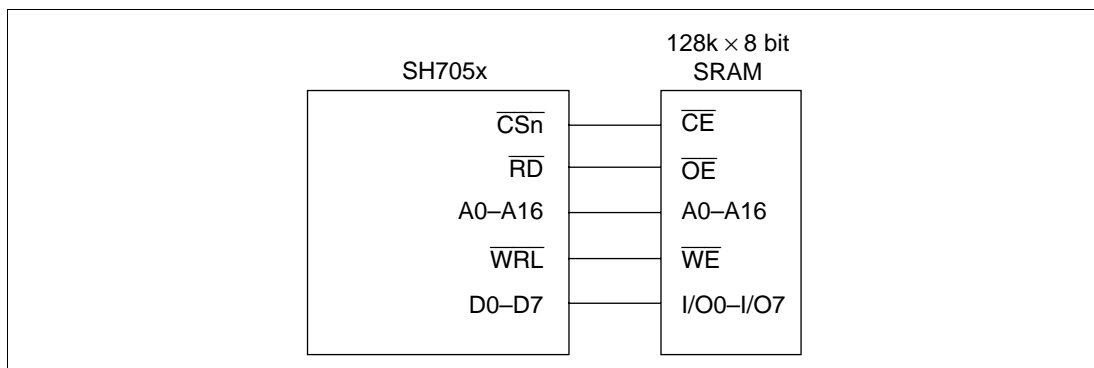 128k × 8 bit
SH705x SRAM
CSn CE
RD OE
A0–A16 A0–A16
WRL WE
D0–D7 I/O0–I/O7